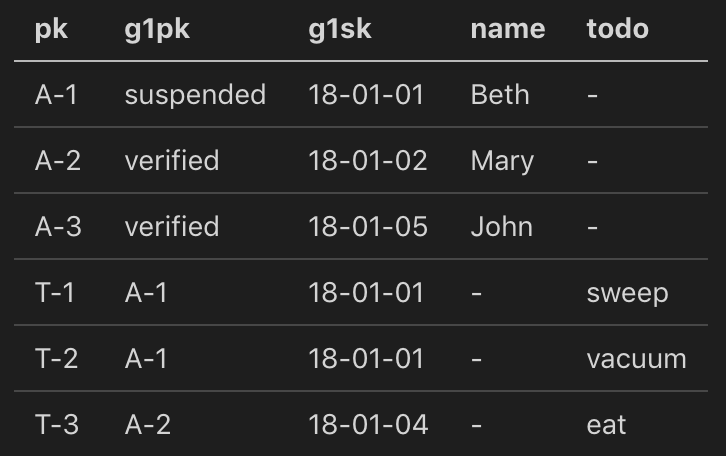 pk g1pk g1sk name todo
A-1 suspended 18-01-01 Beth -
A-2 verified 18-01-02 Mary -
A-3 verified 18-01-05 John -
T-1 A-1 18-01-01 - sweep
T-2 A-1 18-01-01 - vacuum
T-3 A-2 18-01-04 - eat